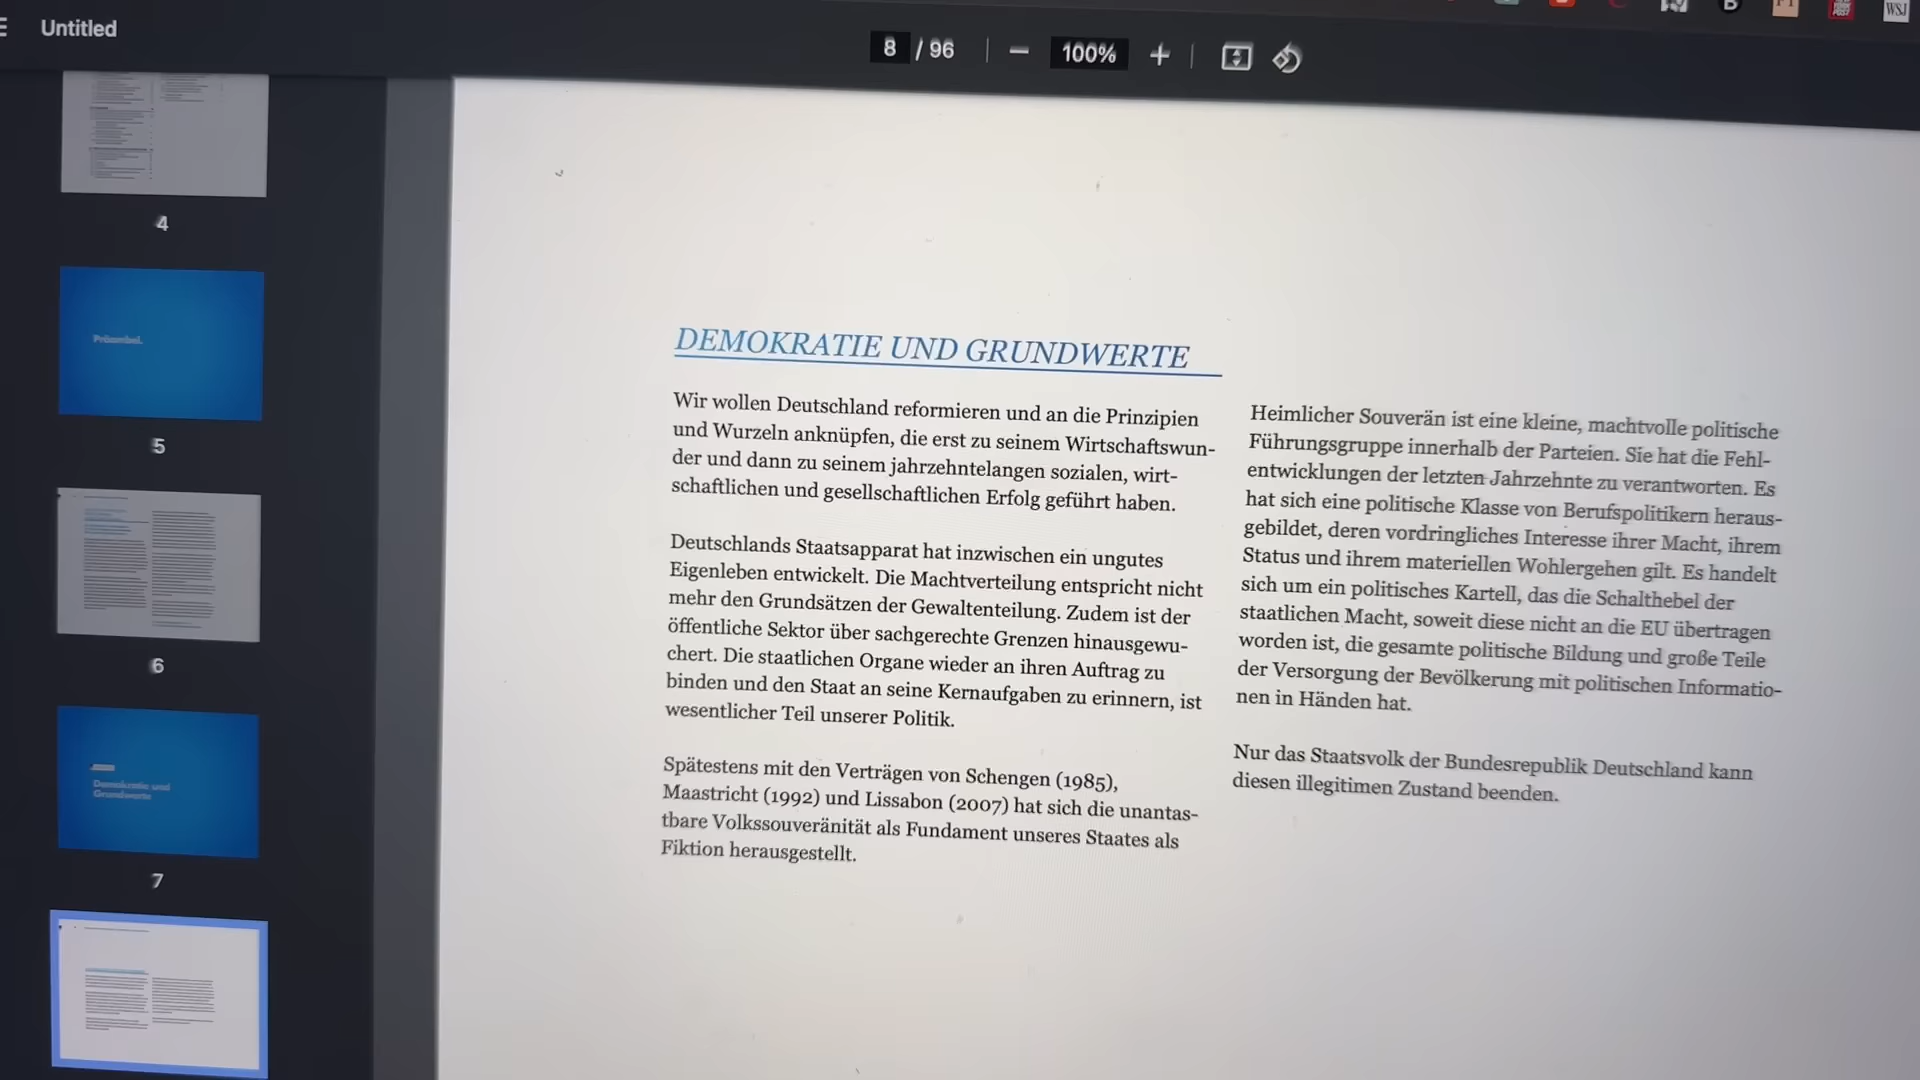 Untitled
8 / 96
100%
4
Präambel.
5
6
Demokratie und
Grundwerte
7
DEMOKRATIE UND GRUNDWERTE
Wir wollen Deutschland reformieren und an die Prinzipien
und Wurzeln anknüpfen, die erst zu seinem Wirtschaftswun-
der und dann zu seinem jahrzehntelangen sozialen, wirt-
schaftlichen und gesellschaftlichen Erfolg geführt haben.
Deutschlands Staatsapparat hat inzwischen ein ungutes
Eigenleben entwickelt. Die Machtverteilung entspricht nicht
mehr den Grundsätzen der Gewaltenteilung. Zudem ist der
öffentliche Sektor über sachgerechte Grenzen hinausgewu-
chert. Die staatlichen Organe wieder an ihren Auftrag zu
binden und den Staat an seine Kernaufgaben zu erinnern, ist
wesentlicher Teil unserer Politik.
Spätestens mit den Verträgen von Schengen (1985),
Maastricht (1992) und Lissabon (2007) hat sich die unantas-
tbare Volkssouveränität als Fundament unseres Staates als
Fiktion herausgestellt.
Heimlicher Souverän ist eine kleine, machtvolle politische
Führungsgruppe innerhalb der Parteien. Sie hat die Fehl-
entwicklungen der letzten Jahrzehnte zu verantworten. Es
hat sich eine politische Klasse von Berufspolitikern heraus-
gebildet, deren vordringliches Interesse ihrer Macht, ihrem
Status und ihrem materiellen Wohlergehen gilt. Es handelt
sich um ein politisches Kartell, das die Schalthebel der
staatlichen Macht, soweit diese nicht an die EU übertragen
worden ist, die gesamte politische Bildung und große Teile
der Versorgung der Bevölkerung mit politischen Informatio-
nen in Händen hat.
Nur das Staatsvolk der Bundesrepublik Deutschland kann
diesen illegitimen Zustand beenden.
WSJ